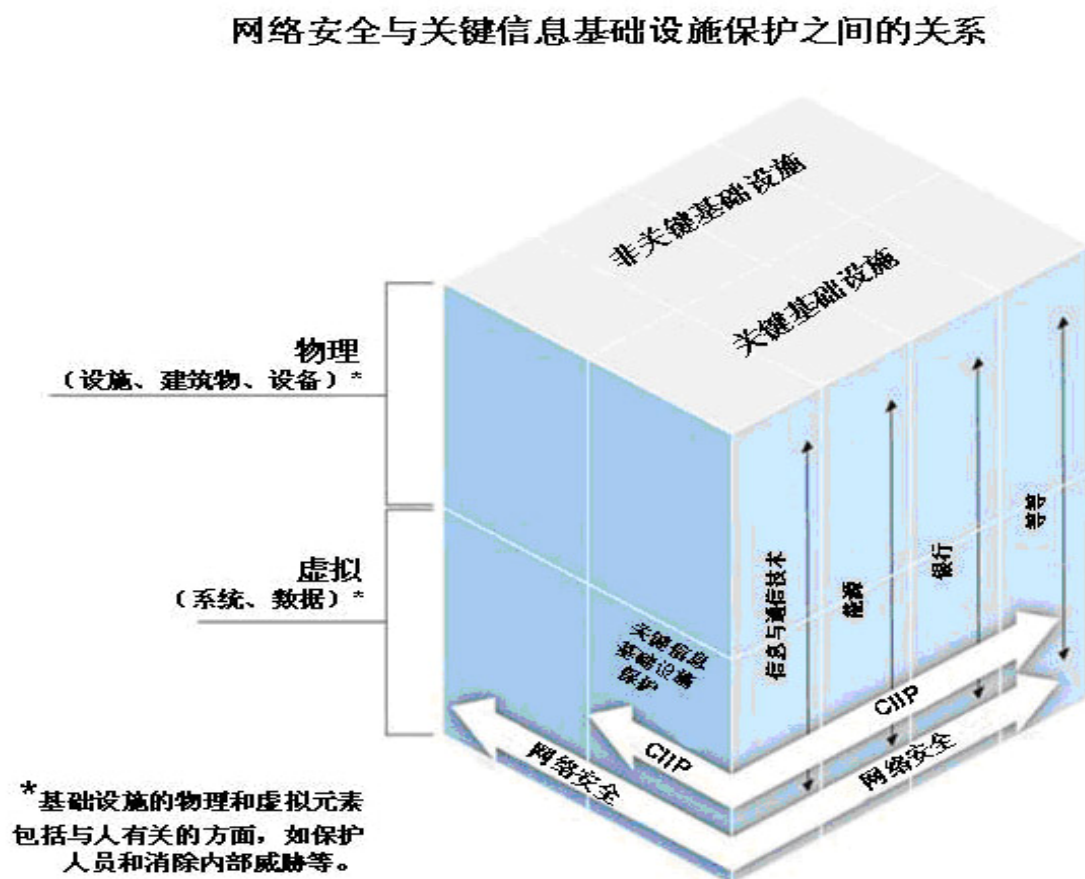 网络安全与关键信息基础设施保护之间的关系
非关键基础设施
关键基础设施
物理
（设施、建筑物、设备）*
虚拟
（系统、数据）*
信息与通信技术
能源
银行
等等
关键信息
基础设施
保护
CIIP
CIIP
网络安全
网络安全
*基础设施的物理和虚拟元素
包括与人有关的方面，如保护
人员和消除内部威胁等。